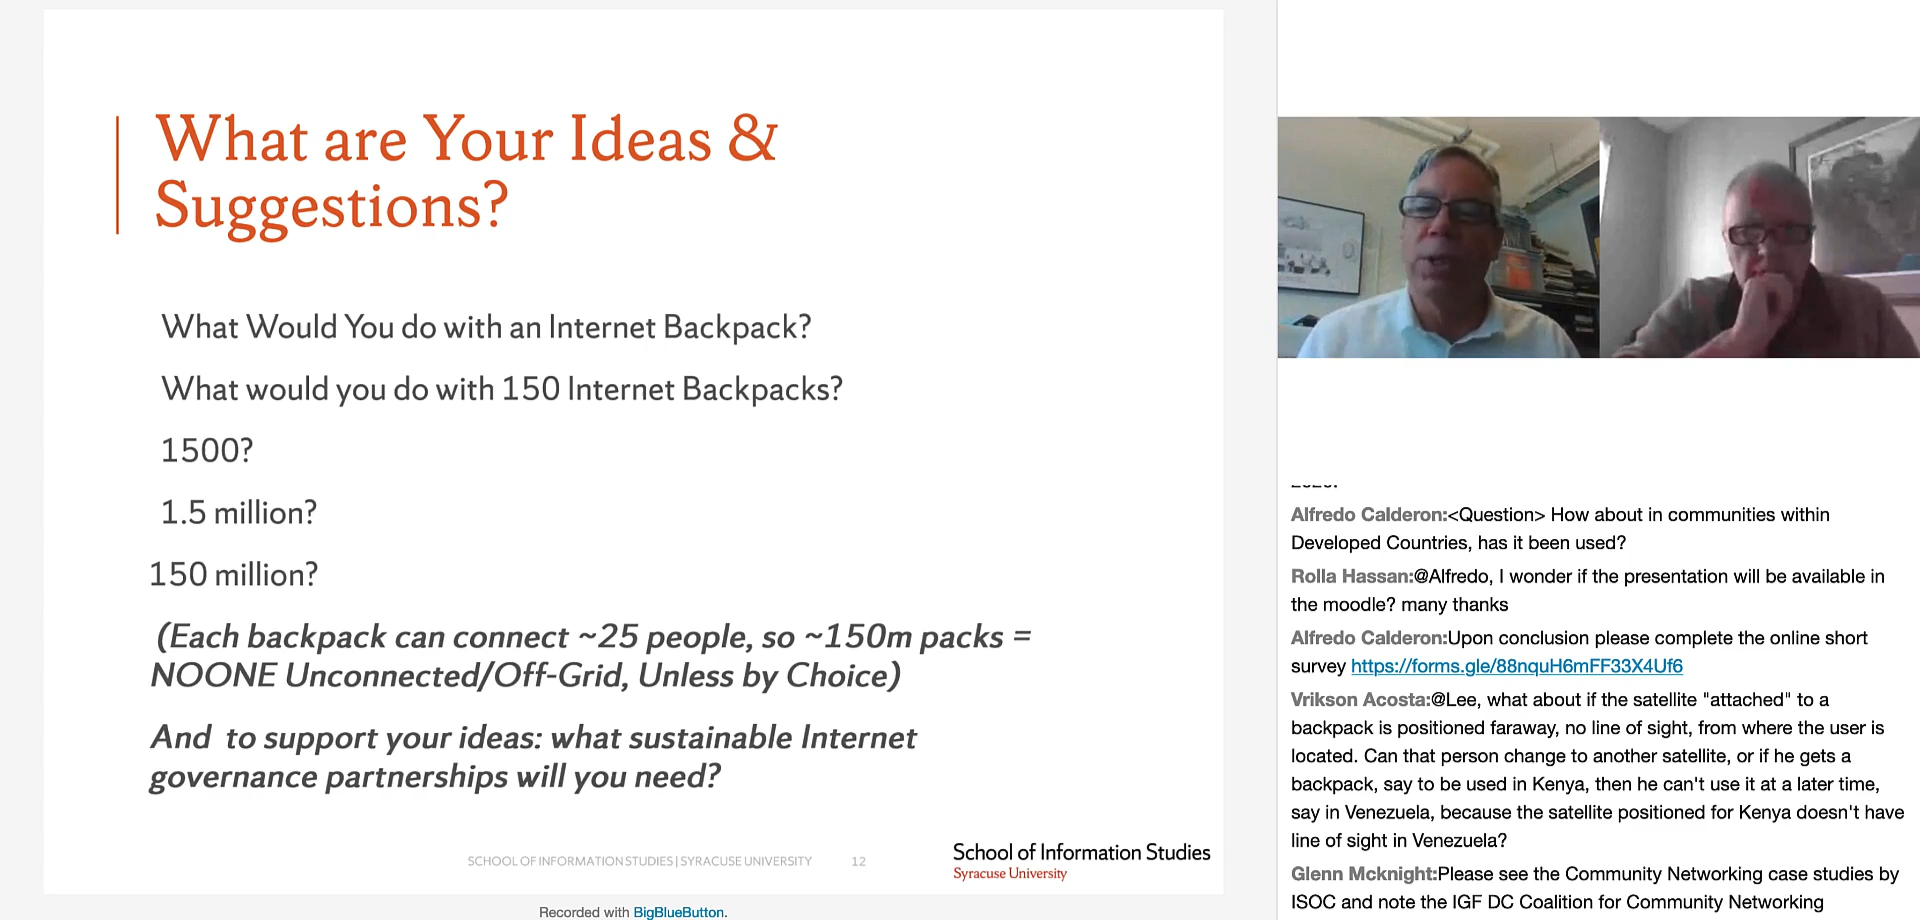 What are Your Ideas &
Suggestions?
What Would You do with an Internet Backpack?
What would you do with 150 Internet Backpacks?
1500?
1.5 million?
150 million?
(Each backpack can connect ~25 people, so ~150m packs =
NOONE Unconnected/Off-Grid, Unless by Choice)
And to support your ideas: what sustainable Internet
governance partnerships will you need?
SCHOOL OF INFORMATION STUDIES | SYRACUSE UNIVERSITY 12
School of Information Studies
Syracuse University
Recorded with BigBlueButton.
Alfredo Calderon:<Question> How about in communities within
Developed Countries, has it been used?
Rolla Hassan:@Alfredo, I wonder if the presentation will be available in
the moodle? many thanks
Alfredo Calderon:Upon conclusion please complete the online short
survey https://forms.gle/88nquH6mFF33X4Uf6
Vrikson Acosta:@Lee, what about if the satellite "attached" to a
backpack is positioned faraway, no line of sight, from where the user is
located. Can that person change to another satellite, or if he gets a
backpack, say to be used in Kenya, then he can't use it at a later time,
say in Venezuela, because the satellite positioned for Kenya doesn't have
line of sight in Venezuela?
Glenn Mcknight:Please see the Community Networking case studies by
ISOC and note the IGF DC Coalition for Community Networking